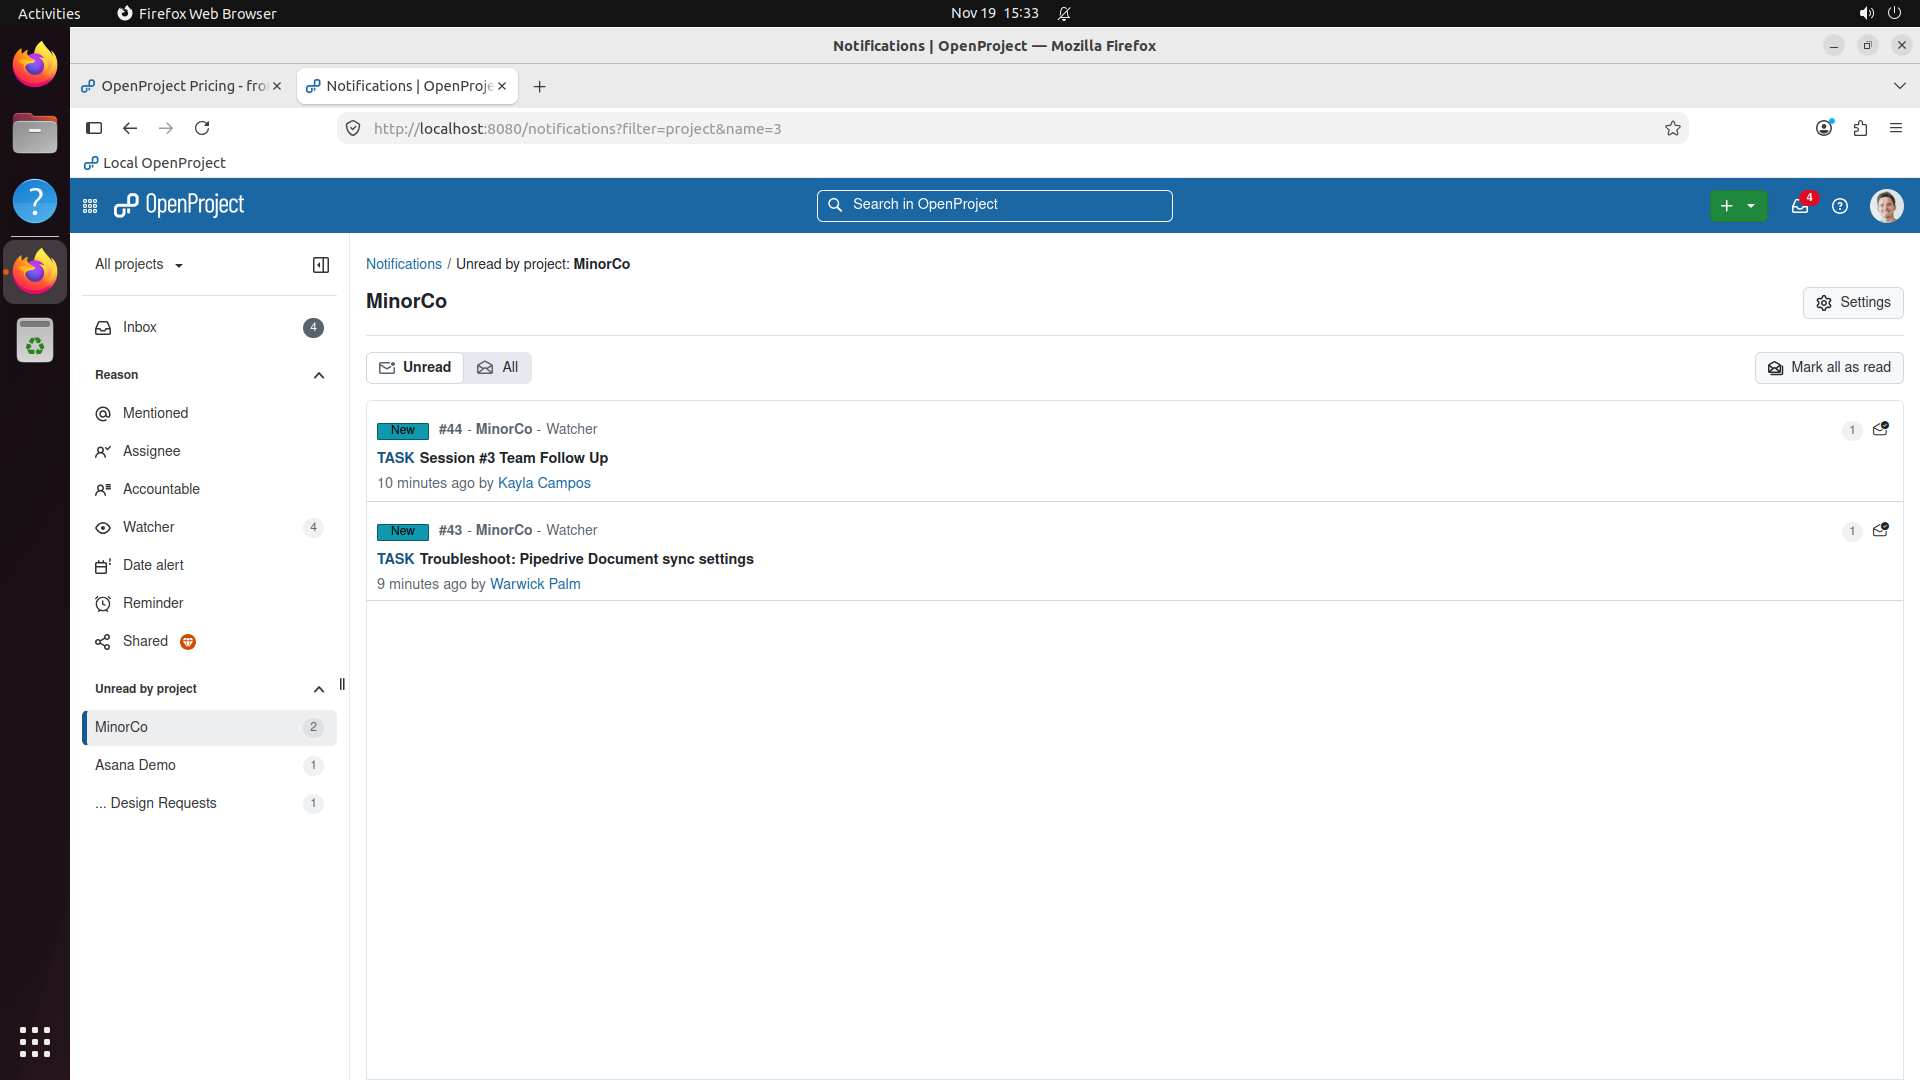 Activities
Firefox Web Browser
Nov 19 15:33
Notifications | OpenProject — Mozilla Firefox
OpenProject Pricing - fro
Notifications | OpenProje
http://localhost:8080/notifications?filter=project&name=3
Local OpenProject
OpenProject
Search in OpenProject
4
All projects
Inbox
4
Reason
Mentioned
Assignee
Accountable
Watcher
4
Date alert
Reminder
Shared
Unread by project
MinorCo
2
Asana Demo
1
... Design Requests
1
Notifications / Unread by project: MinorCo
MinorCo
Settings
Unread
All
Mark all as read
New #44 - MinorCo - Watcher
1
TASK Session #3 Team Follow Up
10 minutes ago by Kayla Campos
New #43 - MinorCo - Watcher
1
TASK Troubleshoot: Pipedrive Document sync settings
9 minutes ago by Warwick Palm